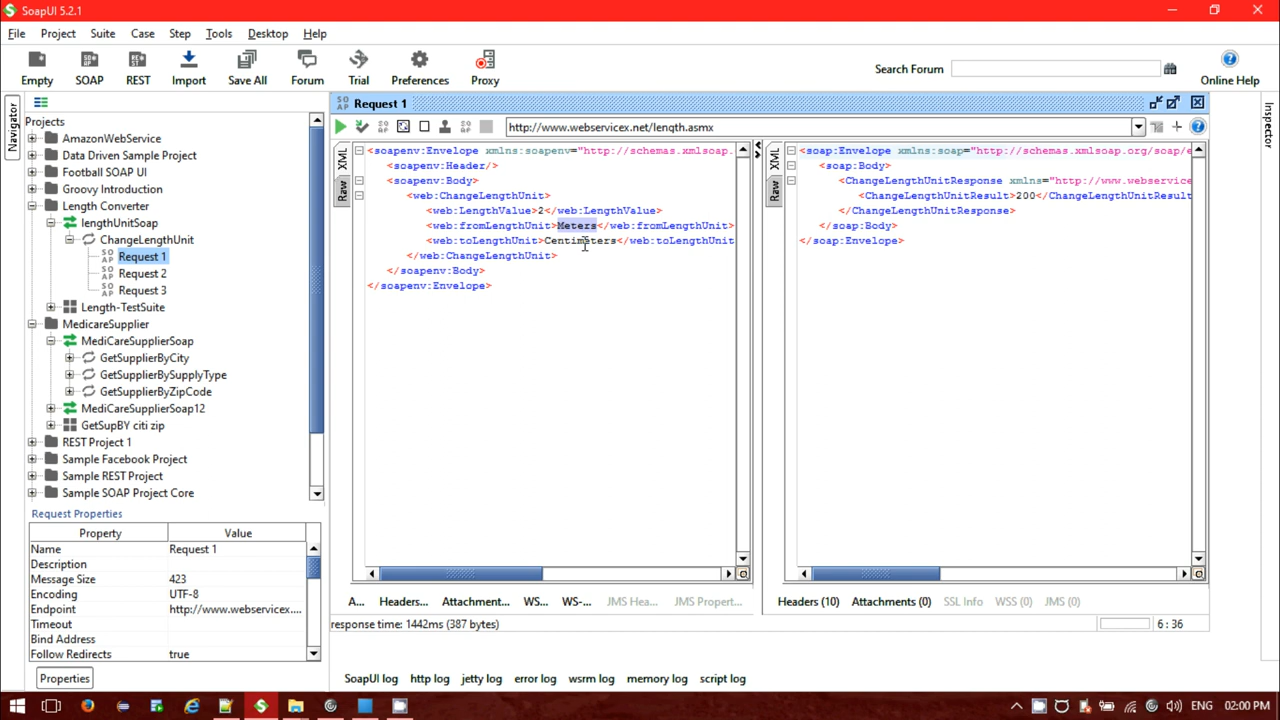 SoapUI 5.2.1
File Project Suite Case Step Tools Desktop Help
Empty SOAP REST Import Save All Forum Trial Preferences Proxy
Search Forum
Online Help
Navigator
Projects
AmazonWebService
Data Driven Sample Project
Football SOAP UI
Groovy Introduction
Length Converter
lengthUnitSoap
ChangeLengthUnit
Request 1
Request 2
Request 3
Length-TestSuite
MedicareSupplier
MediCareSupplierSoap
GetSupplierByCity
GetSupplierBySupplyType
GetSupplierByZipCode
MediCareSupplierSoap12
GetSupBY citi zip
REST Project 1
Sample Facebook Project
Sample REST Project
Sample SOAP Project Core
Request Properties
Property Value
Name Request 1
Description
Message Size 423
Encoding UTF-8
Endpoint http://www.webservicex....
Timeout
Bind Address
Follow Redirects true
Properties
Request 1
http://www.webservicex.net/length.asmx
XML
Raw
<soapenv:Envelope xmlns:soapenv="http://schemas.xmlsoap.
<soapenv:Header/>
<soapenv:Body>
<web:ChangeLengthUnit>
<web:LengthValue>2</web:LengthValue>
<web:fromLengthUnit>Meters</web:fromLengthUnit>
<web:toLengthUnit>Centimeters</web:toLengthUnit
</web:ChangeLengthUnit>
</soapenv:Body>
</soapenv:Envelope>
A... Headers... Attachment... WS... WS-... JMS Hea... JMS Propert...
XML
Raw
<soap:Envelope xmlns:soap="http://schemas.xmlsoap.org/soap/e
<soap:Body>
<ChangeLengthUnitResponse xmlns="http://www.webservice
<ChangeLengthUnitResult>200</ChangeLengthUnitResult
</ChangeLengthUnitResponse>
</soap:Body>
</soap:Envelope>
Headers (10) Attachments (0) SSL Info WSS (0) JMS (0)
response time: 1442ms (387 bytes)
6 : 36
Inspector
SoapUI log http log jetty log error log wsrm log memory log script log
ENG 02:00 PM